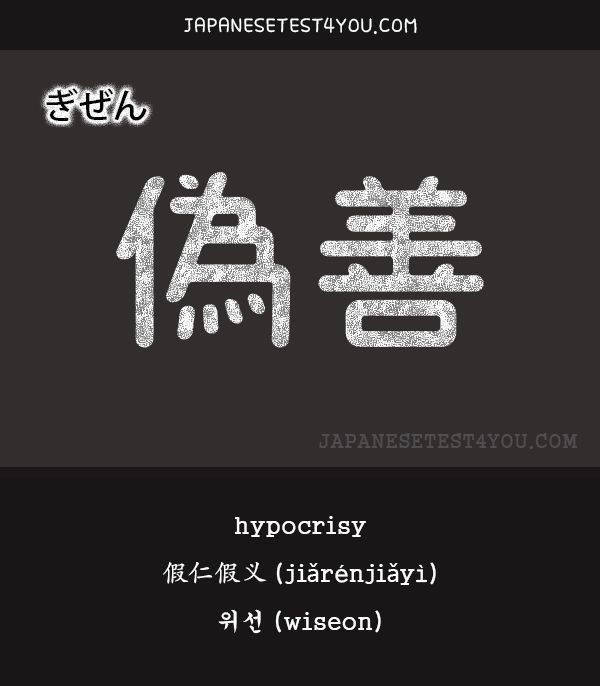 JAPANESETEST4YOU.COM
ぎぜん
偽善
JAPANESETEST4YOU.COM
hypocrisy
假仁假义 (jiǎrénjiǎyì)
위선 (wiseon)